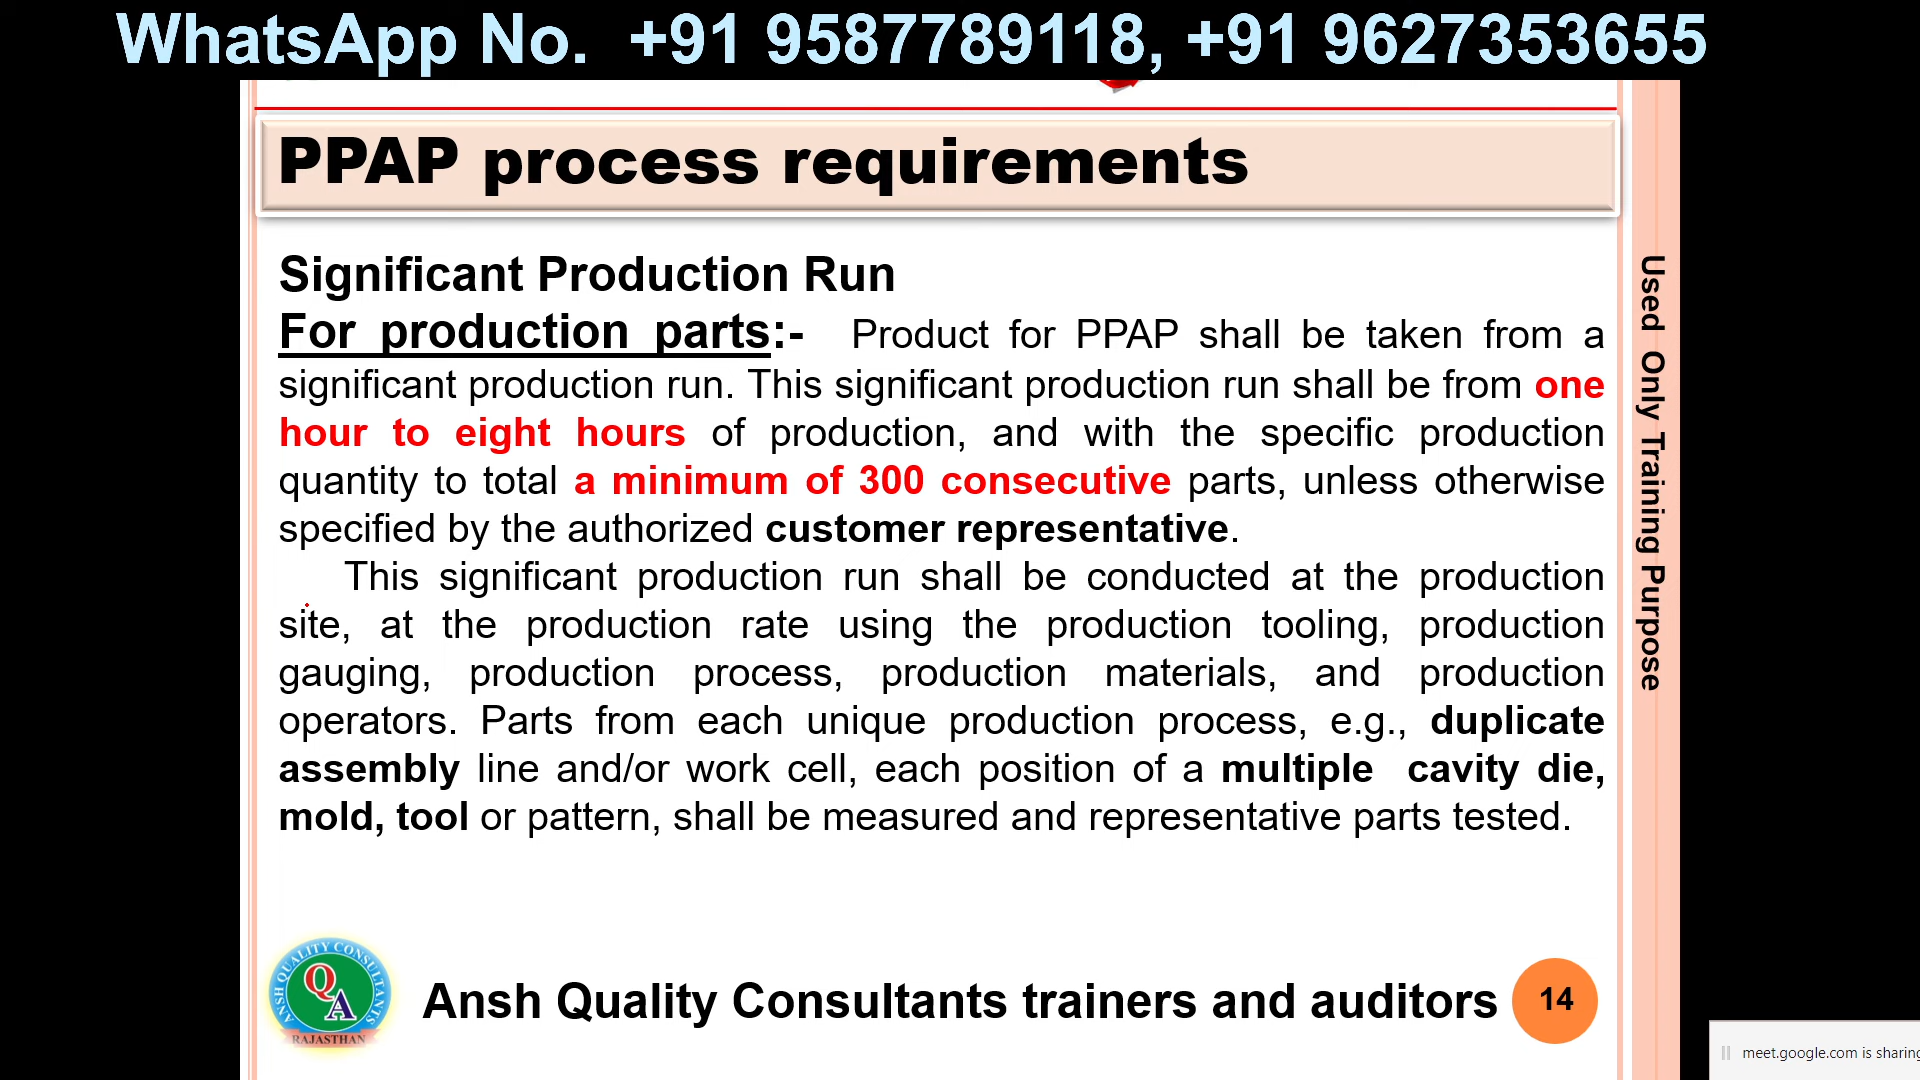 WhatsApp No. +91 9587789118, +91 9627353655
PPAP process requirements
Significant Production Run
For production parts:- Product for PPAP shall be taken from a
significant production run. This significant production run shall be from one
hour to eight hours of production, and with the specific production
quantity to total a minimum of 300 consecutive parts, unless otherwise
specified by the authorized customer representative.
This significant production run shall be conducted at the production
site, at the production rate using the production tooling, production
gauging, production process, production materials, and production
operators. Parts from each unique production process, e.g., duplicate
assembly line and/or work cell, each position of a multiple cavity die,
mold, tool or pattern, shall be measured and representative parts tested.
Used Only Training Purpose
ANSH QUALITY CONSULTANTS
QA
RAJASTHAN
Ansh Quality Consultants trainers and auditors
14
meet.google.com is sharing